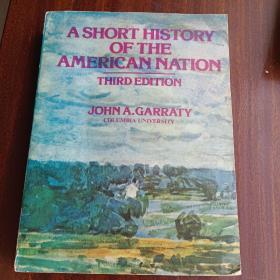 A SHORT HISTORY
OF THE
AMERICAN NATION
THIRD EDITION
JOHN A. GARRATY
COLUMBIA UNIVERSITY